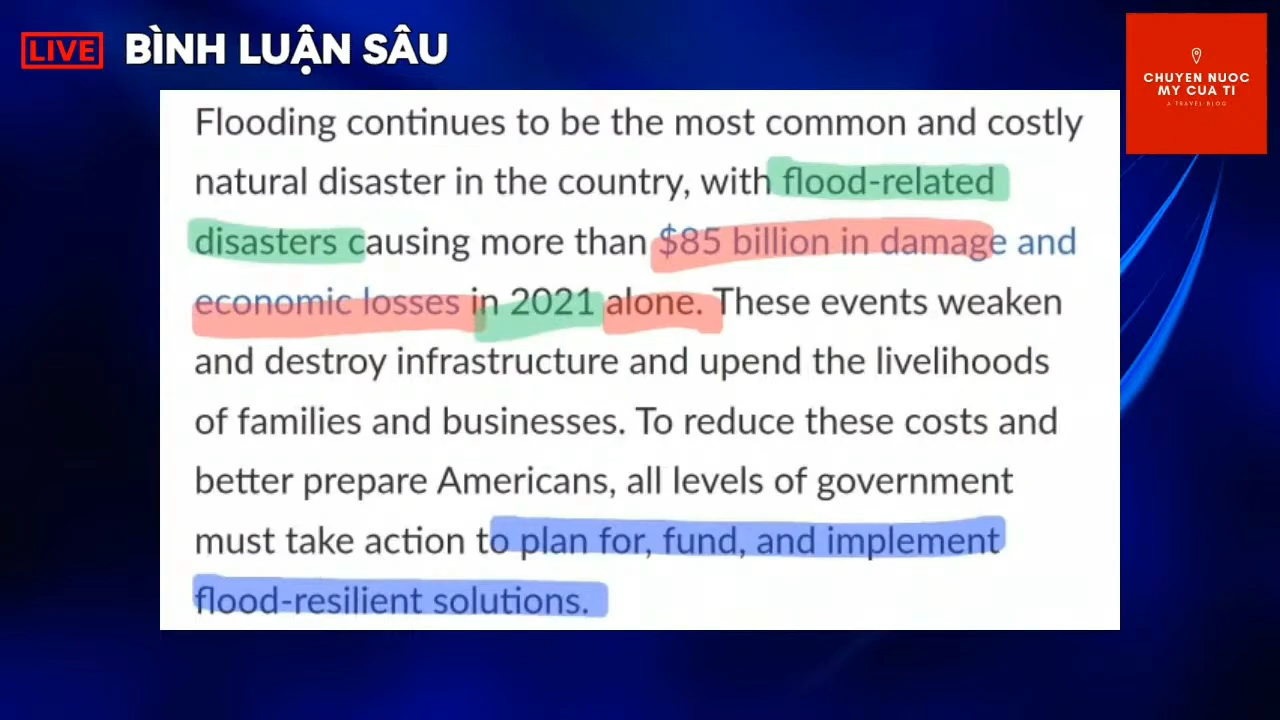 LIVE BÌNH LUẬN SÂU
CHUYEN NUOC
MY CUA TI
A TRAVEL BLOG
Flooding continues to be the most common and costly
natural disaster in the country, with flood-related
disasters causing more than $85 billion in damage and
economic losses in 2021 alone. These events weaken
and destroy infrastructure and upend the livelihoods
of families and businesses. To reduce these costs and
better prepare Americans, all levels of government
must take action to plan for, fund, and implement
flood-resilient solutions.